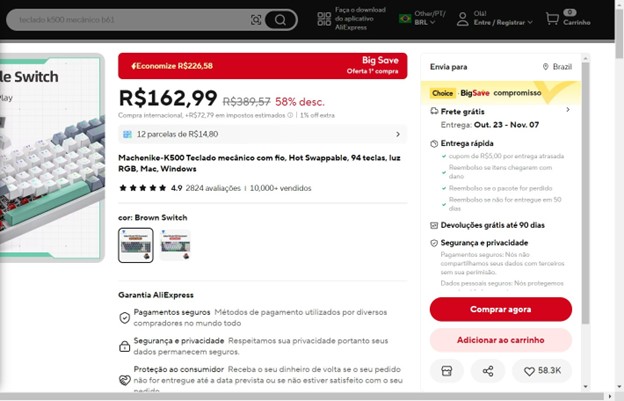 teclado k500 mecânico b61
Faça o download
do aplicativo
AliExpress
Other/PT/
BRL
Olá!
Entre / Registrar
0
Carrinho
le Switch
Play
Economize R$226,58
Big Save
Oferta 1ª compra
R$162,99 R$389,57 58% desc.
Compra internacional, +R$72,79 em impostos estimados | 1% off extra
12 parcelas de R$14,80
Machenike-K500 Teclado mecânico com fio, Hot Swappable, 94 teclas, luz
RGB, Mac, Windows
4.9 2824 avaliações | 10,000+ vendidos
cor: Brown Switch
Garantia AliExpress
Pagamentos seguros Métodos de pagamento utilizados por diversos
compradores no mundo todo
Segurança e privacidade Respeitamos sua privacidade portanto seus
dados permanecem seguros.
Proteção ao consumidor Receba o seu dinheiro de volta se o seu pedido
não for entregue até a data prevista ou se não estiver satisfeito com o seu
pedido
Envia para
Brazil
Choice · BigSave compromisso
Frete grátis
Entrega: Out. 23 - Nov. 07
Entrega rápida
cupom de R$5,00 por entrega atrasada
Reembolso se itens chegarem com
dano
Reembolso se o pacote for perdido
Reembolso se não for entregue em 50
dias
Devoluções grátis até 90 dias
Segurança e privacidade
Pagamentos seguros: Nós não
compartilhamos seus dados com terceiros
sem sua permissão.
Dados pessoais seguros: Nós protegemos
Comprar agora
Adicionar ao carrinho
58.3K